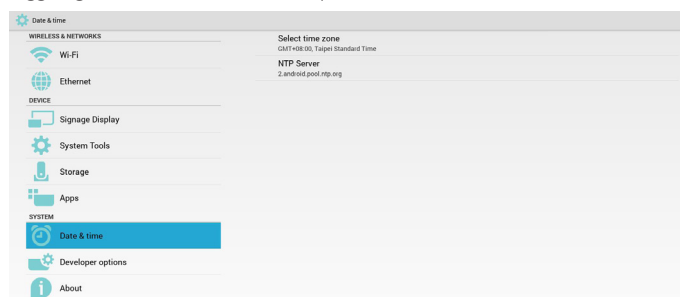 Date & time
WIRELESS & NETWORKS
Wi-Fi
Ethernet
DEVICE
Signage Display
System Tools
Storage
Apps
SYSTEM
Date & time
Developer options
About
Select time zone
GMT+08:00, Taipei Standard Time
NTP Server
2.android.pool.ntp.org